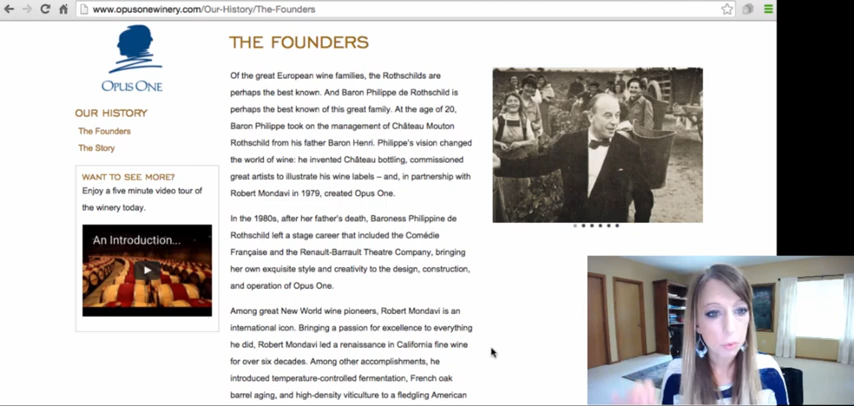 www.opusonewinery.com/Our-History/The-Founders
OPUS ONE
OUR HISTORY
The Founders
The Story
WANT TO SEE MORE?
Enjoy a five minute video tour of
the winery today.
An Introduction...
THE FOUNDERS
Of the great European wine families, the Rothschilds are
perhaps the best known. And Baron Philippe de Rothschild is
perhaps the best known of this great family. At the age of 20,
Baron Philippe took on the management of Château Mouton
Rothschild from his father Baron Henri. Philippe's vision changed
the world of wine: he invented Château bottling, commissioned
great artists to illustrate his wine labels – and, in partnership with
Robert Mondavi in 1979, created Opus One.
In the 1980s, after her father's death, Baroness Philippine de
Rothschild left a stage career that included the Comédie
Française and the Renault-Barrault Theatre Company, bringing
her own exquisite style and creativity to the design, construction,
and operation of Opus One.
Among great New World wine pioneers, Robert Mondavi is an
international icon. Bringing a passion for excellence to everything
he did, Robert Mondavi led a renaissance in California fine wine
for over six decades. Among other accomplishments, he
introduced temperature-controlled fermentation, French oak
barrel aging, and high-density viticulture to a fledgling American